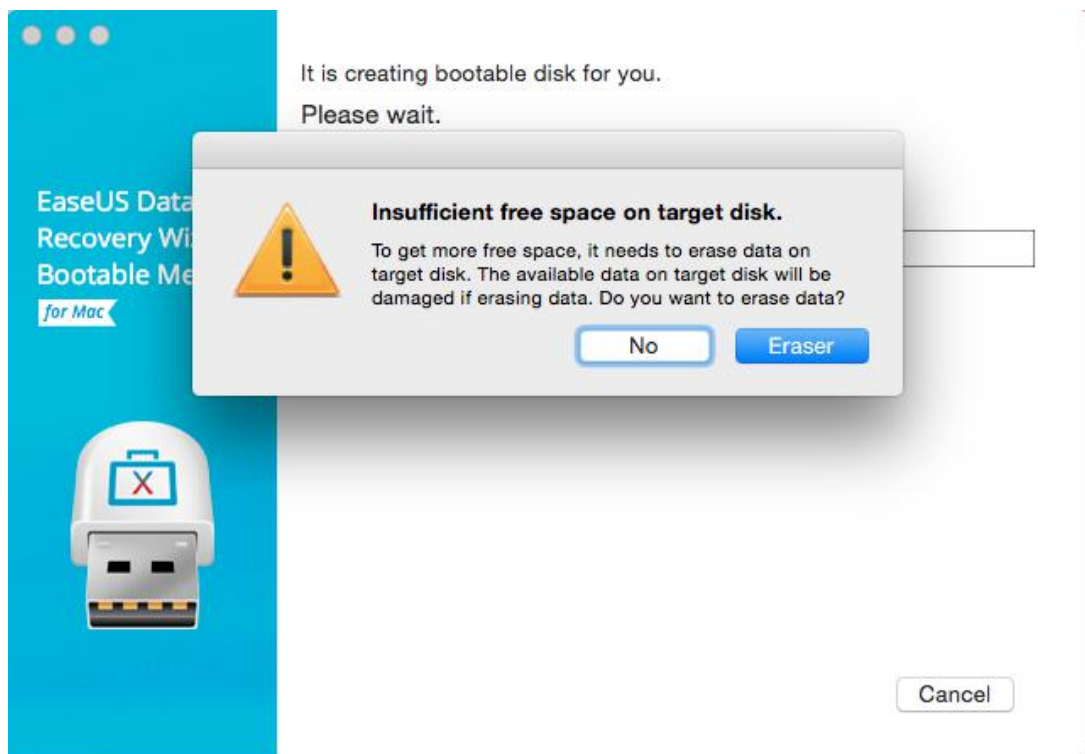 It is creating bootable disk for you.
Please wait.
EaseUS Data
Recovery Wi
Bootable Me
for Mac
Insufficient free space on target disk.
To get more free space, it needs to erase data on
target disk. The available data on target disk will be
damaged if erasing data. Do you want to erase data?
No
Eraser
X
Cancel